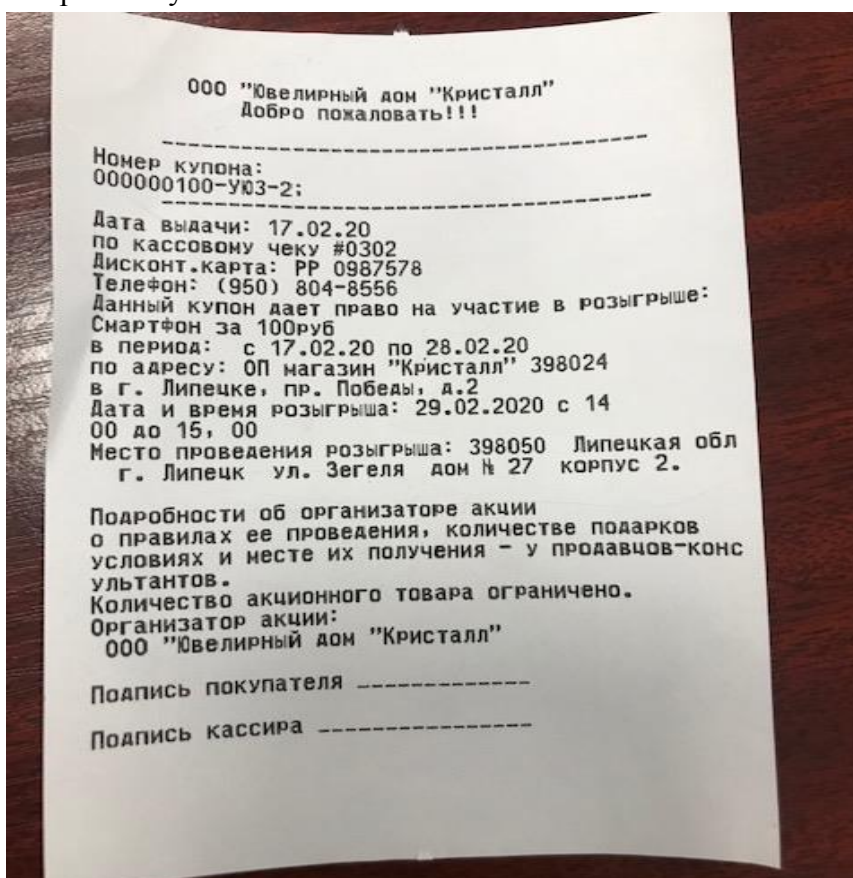 ООО "Ювелирный дом "Кристалл"
Добро пожаловать!!!
Номер купона:
000000100-УЮЗ-2;
Дата выдачи: 17.02.20
по кассовому чеку #0302
Дисконт.карта: РР 0987578
Телефон: (950) 804-8556
Данный купон дает право на участие в розыгрыше:
Смартфон за 100руб
в период: с 17.02.20 по 28.02.20
по адресу: ОП магазин "Кристалл" 398024
в г. Липецке, пр. Победы, д.2
Дата и время розыгрыша: 29.02.2020 с 14
00 до 15, 00
Место проведения розыгрыша: 398050 Липецкая обл
г. Липецк ул. Зегеля дом № 27 корпус 2.
Подробности об организаторе акции
о правилах ее проведения, количестве подарков
условиях и месте их получения - у продавцов-конс
ультантов.
Количество акционного товара ограничено.
Организатор акции:
ООО "Ювелирный дом "Кристалл"
Подпись покупателя -------------
Подпись кассира ----------------